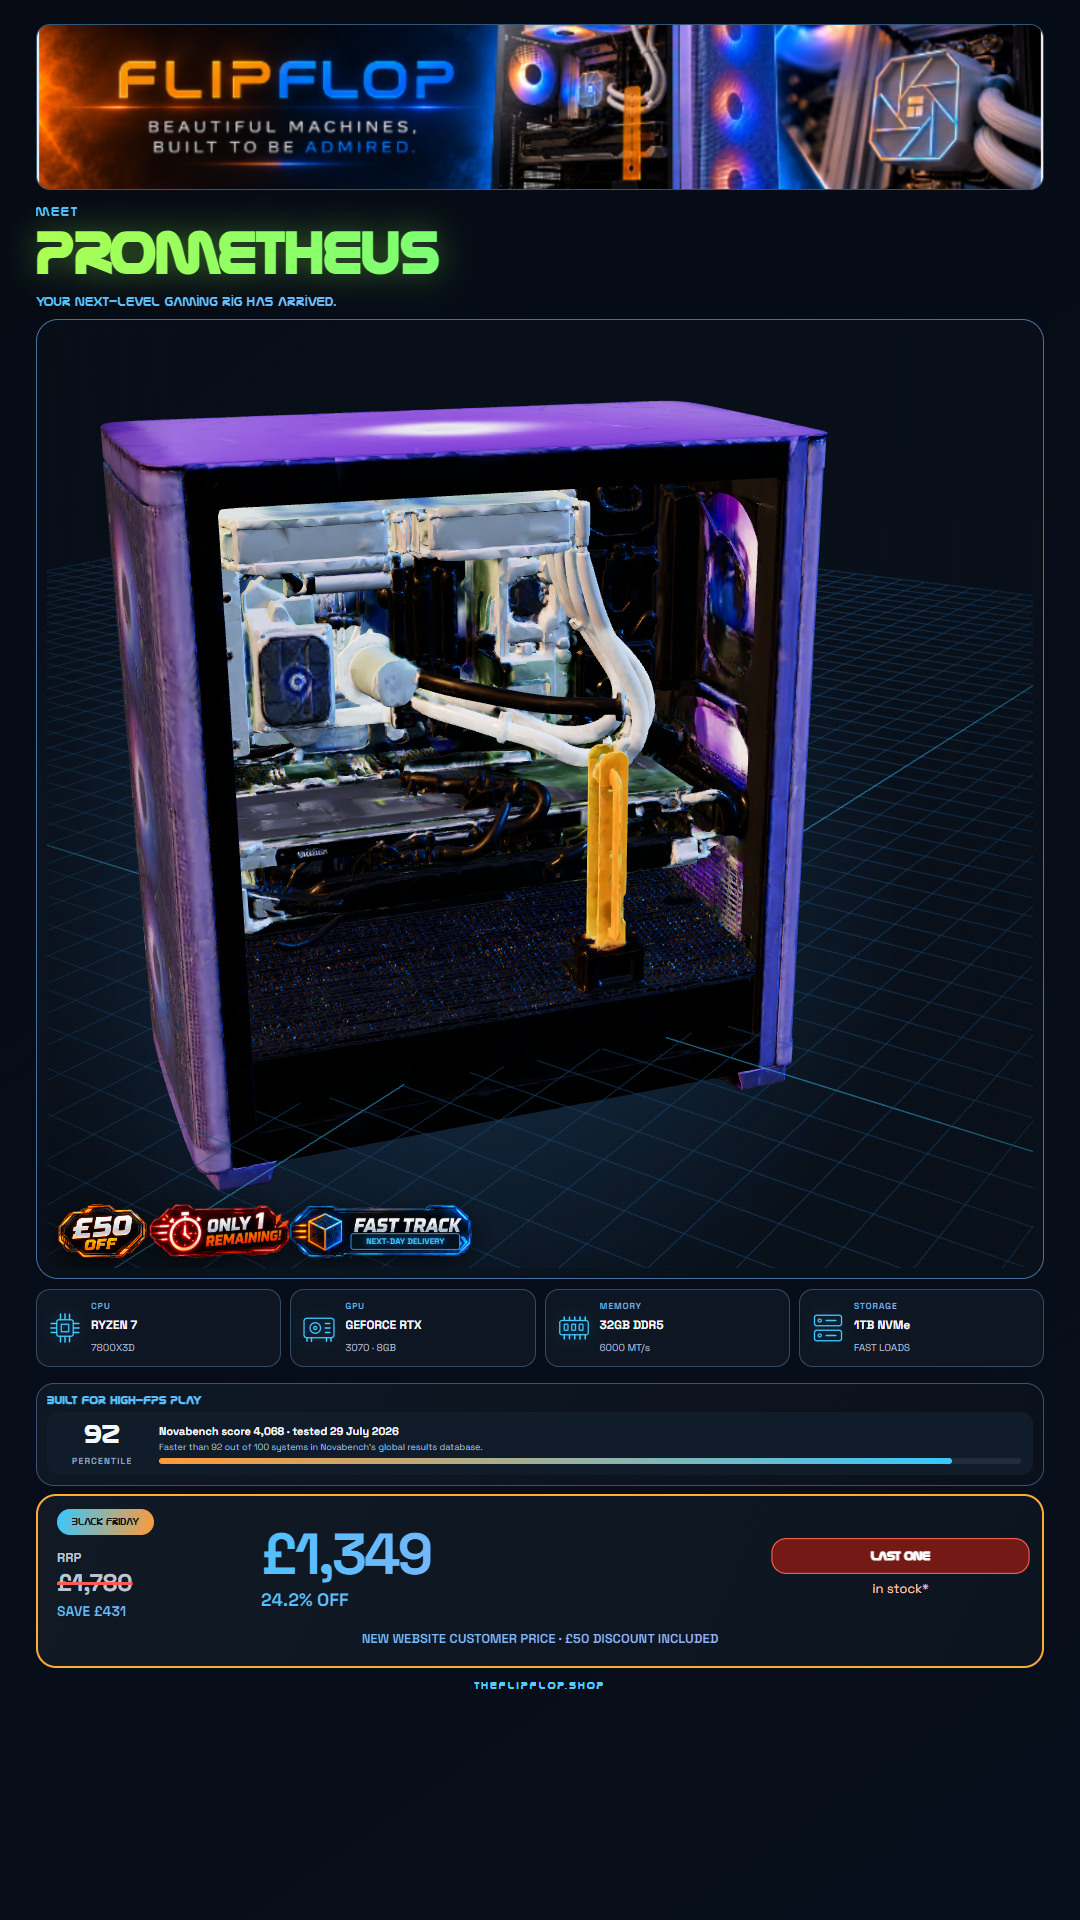 FLIPFLOP
BEAUTIFUL MACHINES,
BUILT TO BE ADMIRED.
MEET
PROMETHEUS
YOUR NEXT-LEVEL GAMING RIG HAS ARRIVED.
£50
OFF
ONLY 1
REMAINING!
FAST TRACK
NEXT-DAY DELIVERY
CPU
RYZEN 7
7800X3D
GPU
GEFORCE RTX
3070 · 8GB
MEMORY
32GB DDR5
6000 MT/s
STORAGE
1TB NVMe
FAST LOADS
BUILT FOR HIGH-FPS PLAY
92
PERCENTILE
Novabench score 4,068 · tested 29 July 2026
Faster than 92 out of 100 systems in Novabench's global results database.
BLACK FRIDAY
RRP
£1,780
SAVE £431
£1,349
24.2% OFF
LAST ONE
in stock*
NEW WEBSITE CUSTOMER PRICE · £50 DISCOUNT INCLUDED
THEFLIPFLOP.SHOP